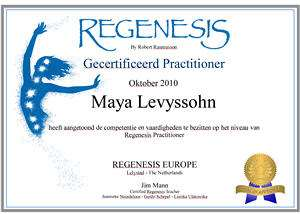 REGENESIS
By Robert Rasmusson
Gecertificeerd Practitioner
Oktober 2010
Maya Levyssohn
heeft aangetoond de competentie en vaardigheden te bezitten op het niveau van
Regenesis Practitioner
REGENESIS EUROPE
Lelystad - The Netherlands
Jim Mann
Certified Regenesis Teacher